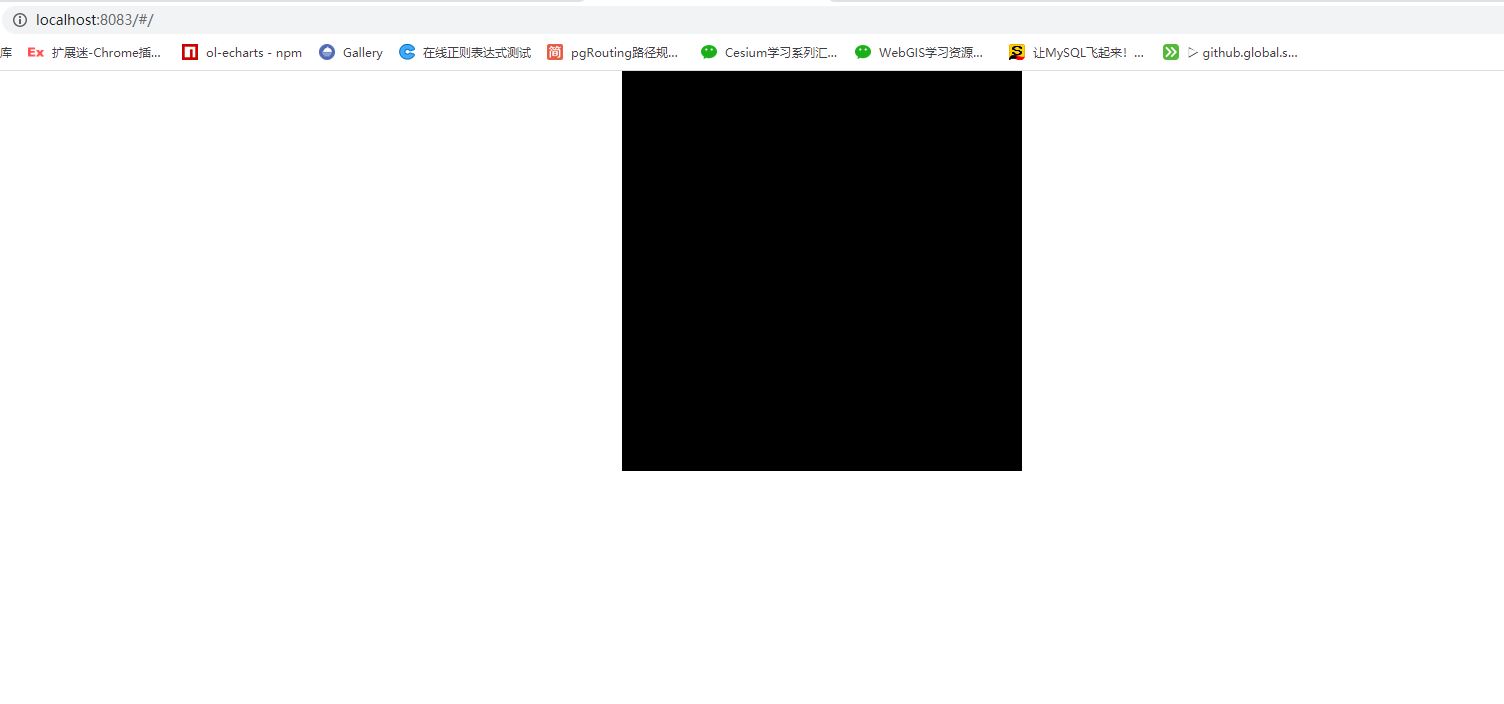 localhost:8083/#/
库 Ex 扩展迷-Chrome插... ol-echarts - npm Gallery 在线正则表达式测试 简 pgRouting路径规... Cesium学习系列汇... WebGIS学习资源... S 让MySQL飞起来！... ▷ github.global.s...